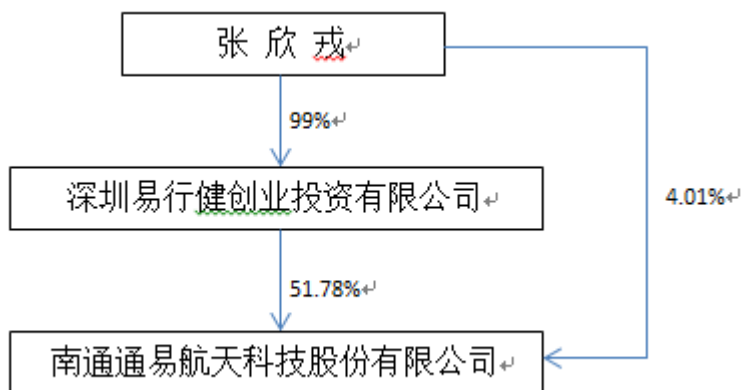 张 欣 戎
99%
深圳易行健创业投资有限公司
4.01%
51.78%
南通通易航天科技股份有限公司